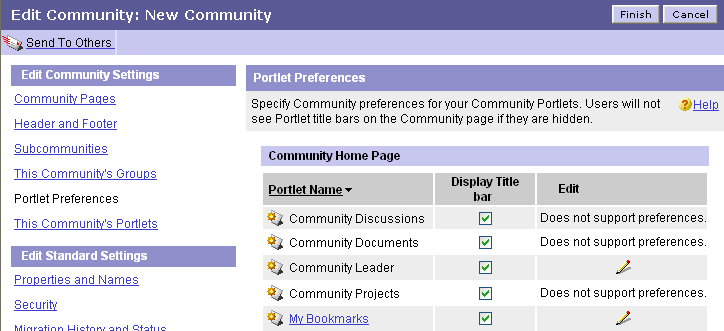 Edit Community: New Community
Finish
Cancel
Send To Others
Edit Community Settings
Community Pages
Header and Footer
Subcommunities
This Community's Groups
Portlet Preferences
This Community's Portlets
Edit Standard Settings
Properties and Names
Security
Migration History and Status
Portlet Preferences
Specify Community preferences for your Community Portlets. Users will not
see Portlet title bars on the Community page if they are hidden.
Help
Community Home Page
Portlet Name
Display Title
bar
Edit
Community Discussions
Does not support preferences.
Community Documents
Does not support preferences.
Community Leader
Community Projects
Does not support preferences.
My Bookmarks